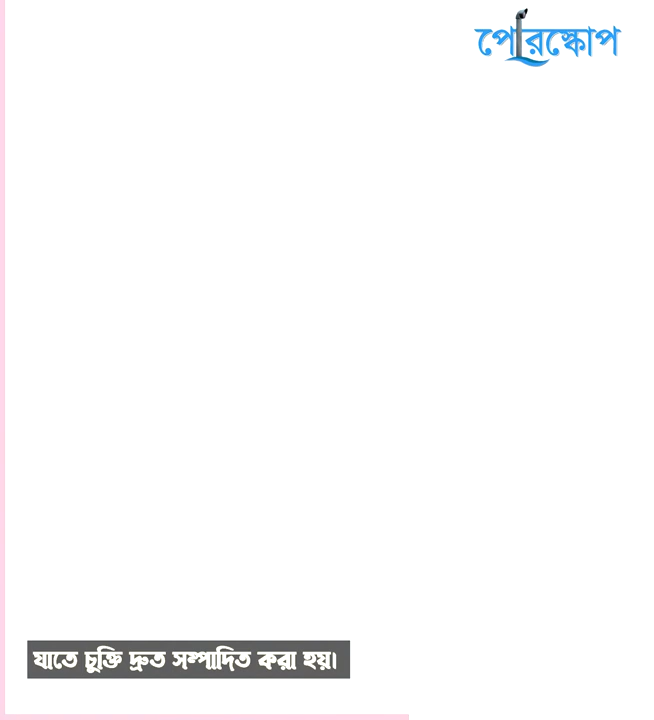 পেরিস্কোপ
যাতে চুক্তি দ্রুত সম্পাদিত করা হয়।